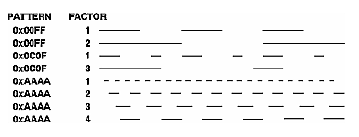 PATTERN FACTOR
0x00FF 1
0x00FF 2
0x0C0F 1
0x0C0F 3
0xAAAA 1
0xAAAA 2
0xAAAA 3
0xAAAA 4